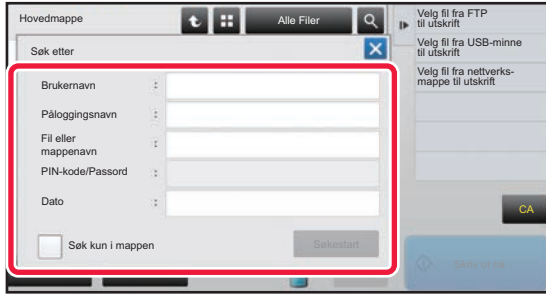 Hovedmappe
Alle Filer
Søk etter
Brukernavn :
Påloggingsnavn :
Fil eller
mappenavn :
PIN-kode/Passord :
Dato :
Søk kun i mappen
Søkestart
Velg fil fra FTP
til utskrift
Velg fil fra USB-minne
til utskrift
Velg fil fra nettverks-
mappe til utskrift
CA